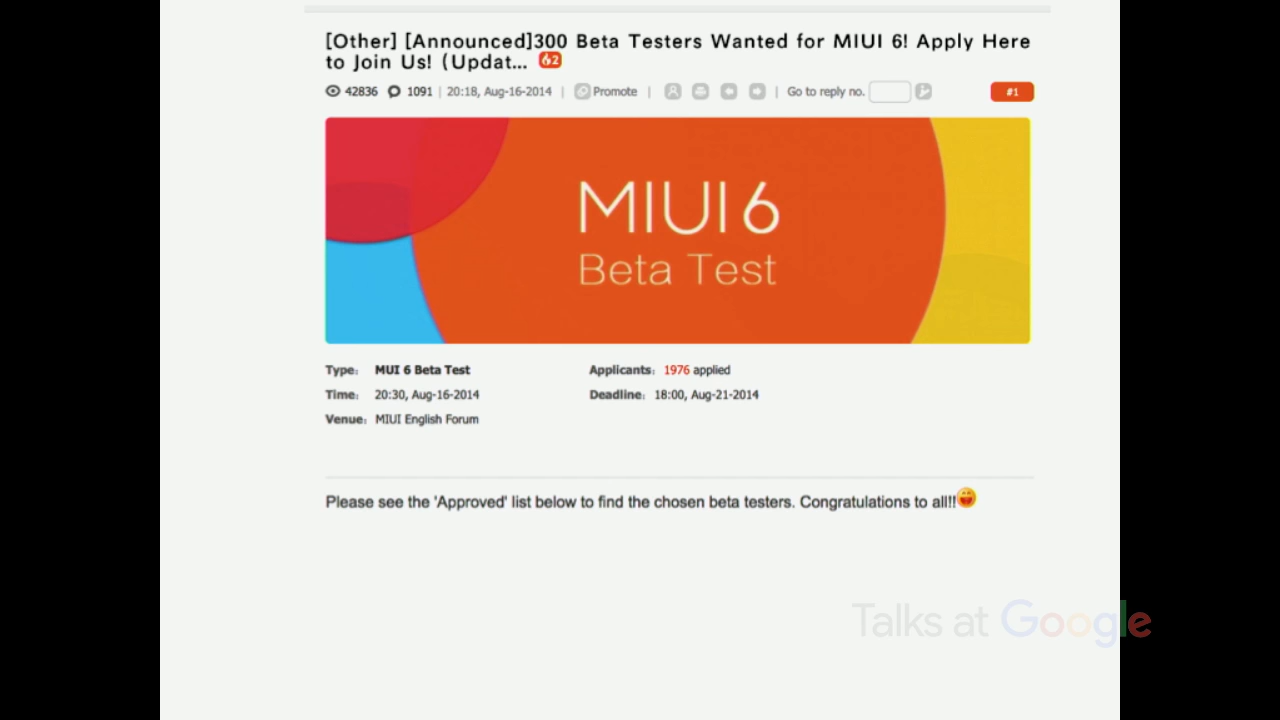 [Other] [Announced]300 Beta Testers Wanted for MIUI 6! Apply Here
to Join Us! (Updat... 2
42836 1091 | 20:18, Aug-16-2014 | Promote | | Go to reply no. #1
MIUI 6
Beta Test
Type: MUI 6 Beta Test Applicants: 1976 applied
Time: 20:30, Aug-16-2014 Deadline: 18:00, Aug-21-2014
Venue: MIUI English Forum
Please see the 'Approved' list below to find the chosen beta testers. Congratulations to all!!
Talks at Google